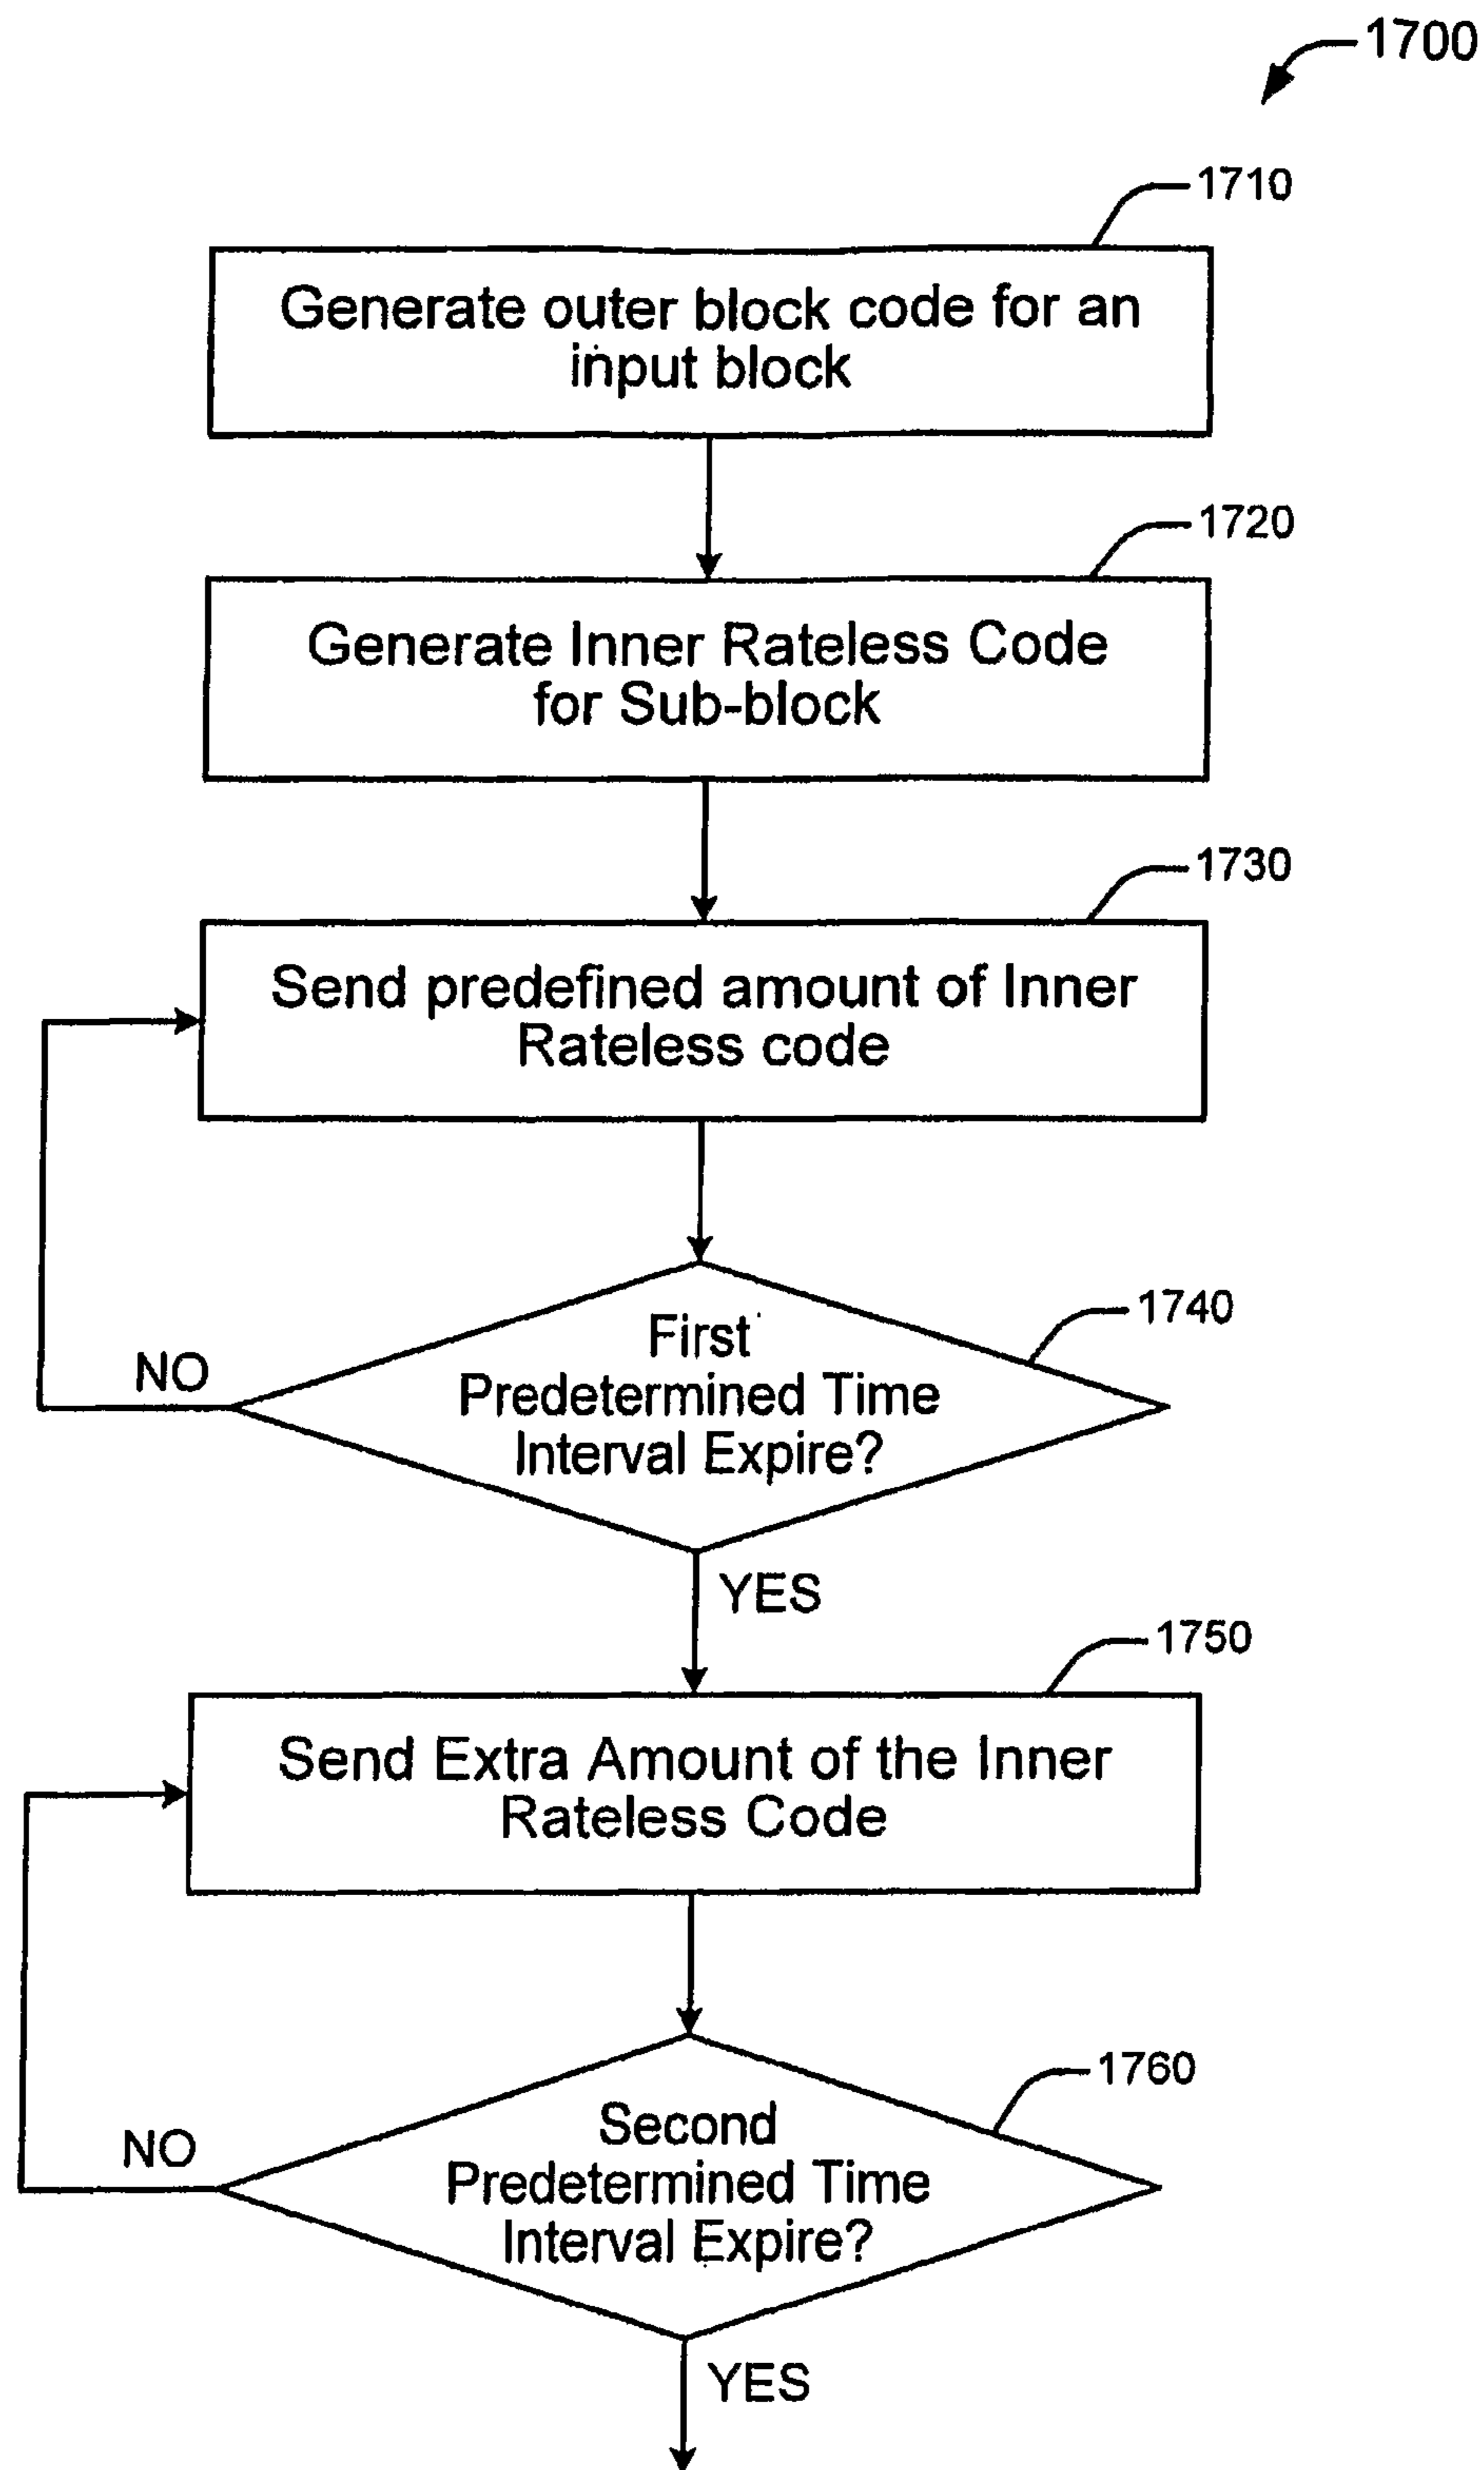 1700
1710
Generate outer block code for an
input block
1720
Generate Inner Rateless Code
for Sub-block
1730
Send predefined amount of Inner
Rateless code
1740
First
Predetermined Time
Interval Expire?
NO
YES
1750
Send Extra Amount of the Inner
Rateless Code
1760
Second
Predetermined Time
Interval Expire?
NO
YES